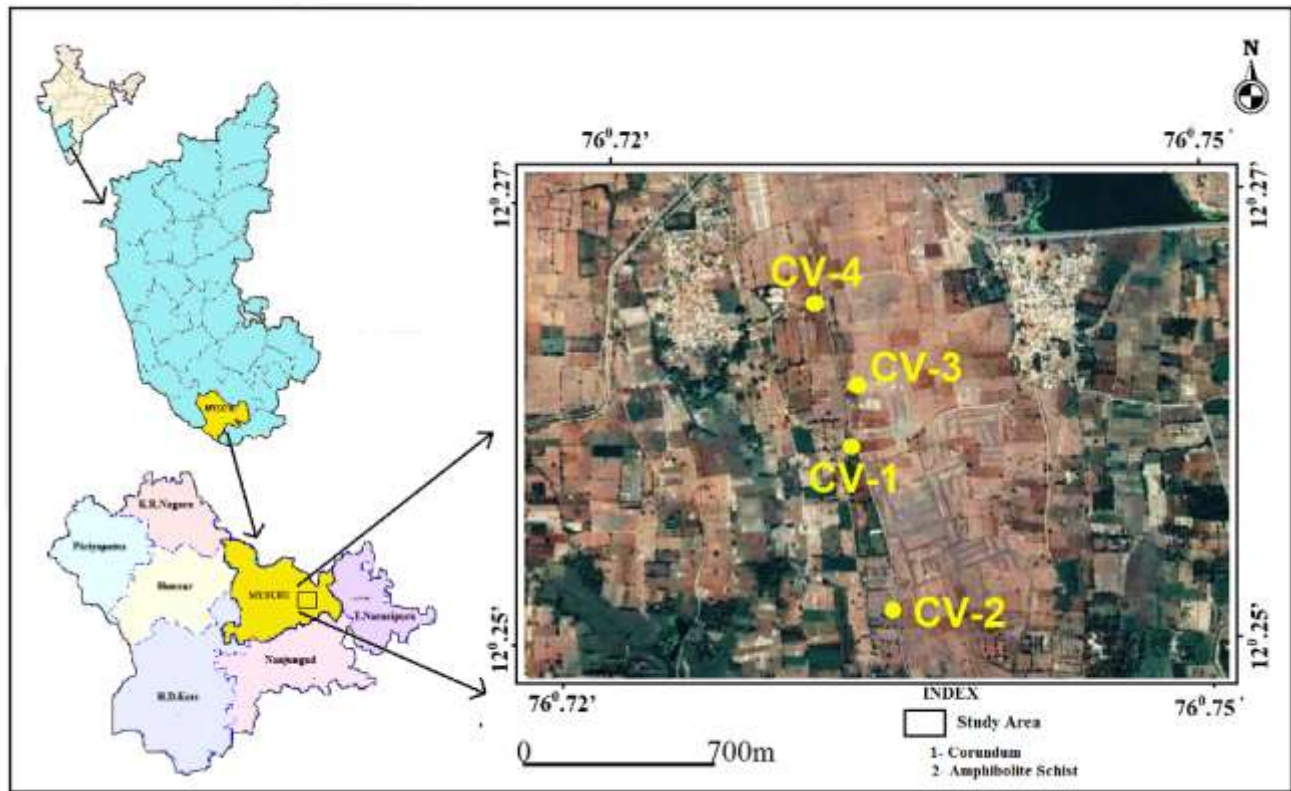 N
76⁰.72'
76⁰.75'
12⁰.27'
12⁰.27'
CV-4
CV-3
CV-1
CV-2
K.R.Nagara
Hunsur
MYSURU
T.Narasipura
Nanjungud
H.D.Kote
12⁰.25'
12⁰.25'
76⁰.72'
76⁰.75'
INDEX
Study Area
0 700m
1- Corundum
2- Amphibolite Schist